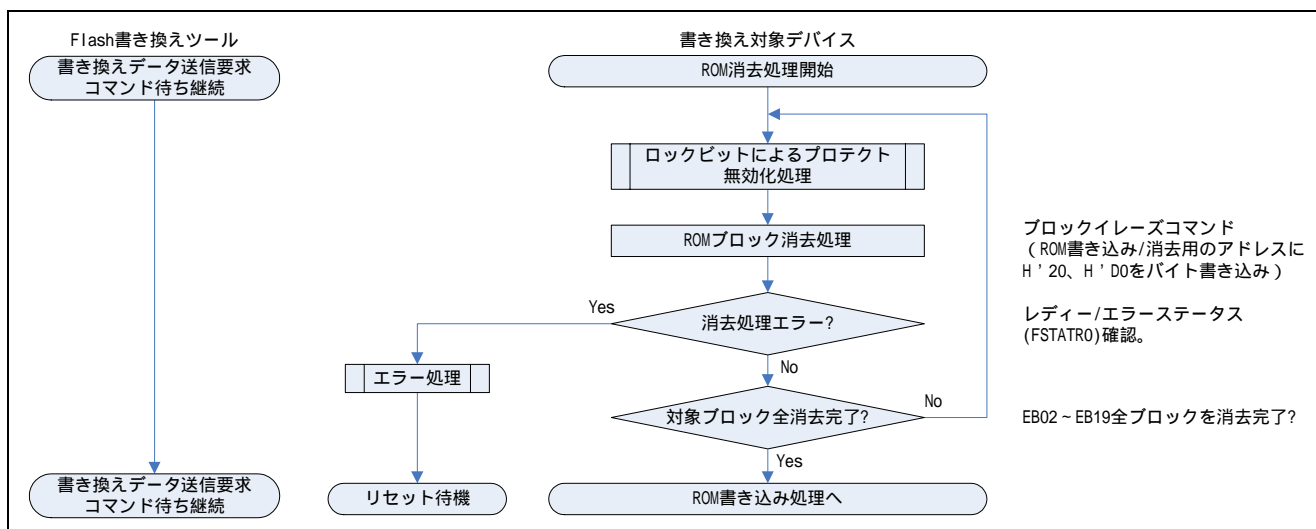 Flash書き換えツール
書き換えデータ送信要求
コマンド待ち継続
書き換え対象デバイス
ROM消去処理開始
ロックビットによるプロテクト
無効化処理
ROMブロック消去処理
ブロックイレーズコマンド
(ROM書き込み/消去用のアドレスに
H'20、H'D0をバイト書き込み)
消去処理エラー?
Yes
No
レディー/エラーステータス
(FSTATR0)確認。
エラー処理
対象ブロック全消去完了?
No
Yes
EB02~EB19全ブロックを消去完了?
書き換えデータ送信要求
コマンド待ち継続
リセット待機
ROM書き込み処理へ